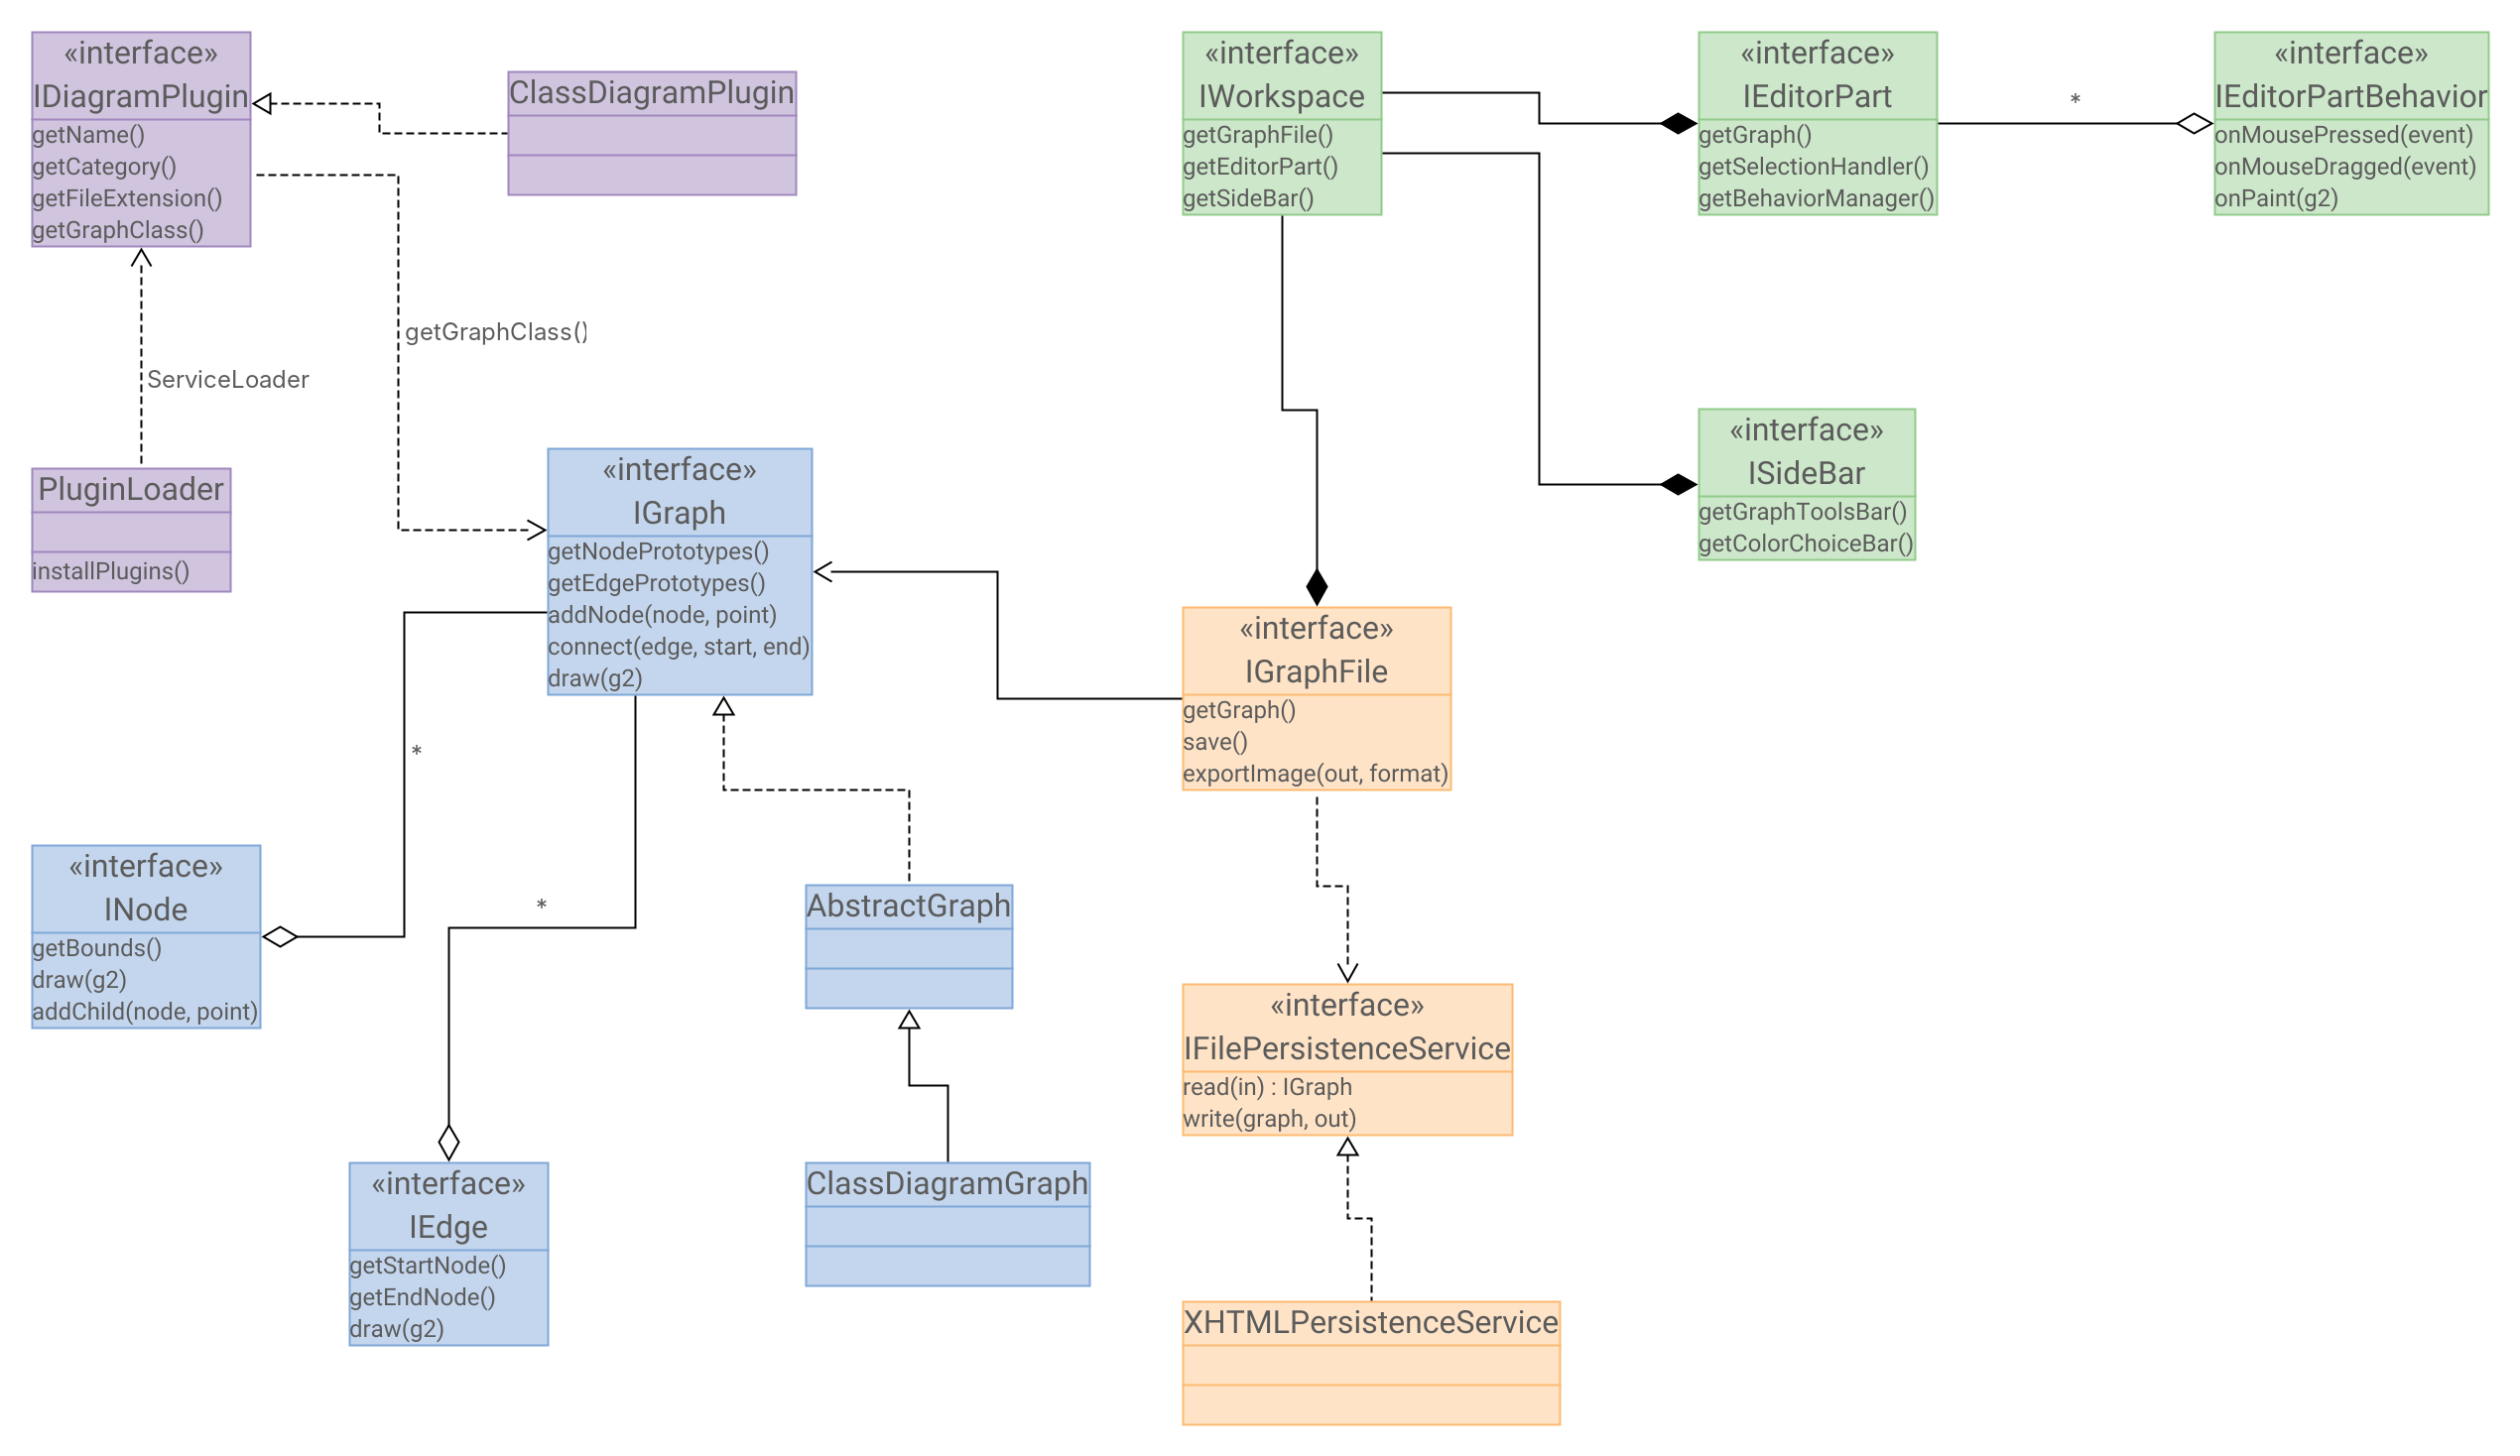 «interface»
IDiagramPlugin
getName()
getCategory()
getFileExtension()
getGraphClass()
ClassDiagramPlugin
«interface»
IWorkspace
getGraphFile()
getEditorPart()
getSideBar()
«interface»
IEditorPart
getGraph()
getSelectionHandler()
getBehaviorManager()
*
«interface»
IEditorPartBehavior
onMousePressed(event)
onMouseDragged(event)
onPaint(g2)
getGraphClass()
ServiceLoader
PluginLoader
installPlugins()
«interface»
IGraph
getNodePrototypes()
getEdgePrototypes()
addNode(node, point)
connect(edge, start, end)
draw(g2)
«interface»
ISideBar
getGraphToolsBar()
getColorChoiceBar()
«interface»
IGraphFile
getGraph()
save()
exportImage(out, format)
*
*
«interface»
INode
getBounds()
draw(g2)
addChild(node, point)
AbstractGraph
«interface»
IFilePersistenceService
read(in) : IGraph
write(graph, out)
«interface»
IEdge
getStartNode()
getEndNode()
draw(g2)
ClassDiagramGraph
XHTMLPersistenceService